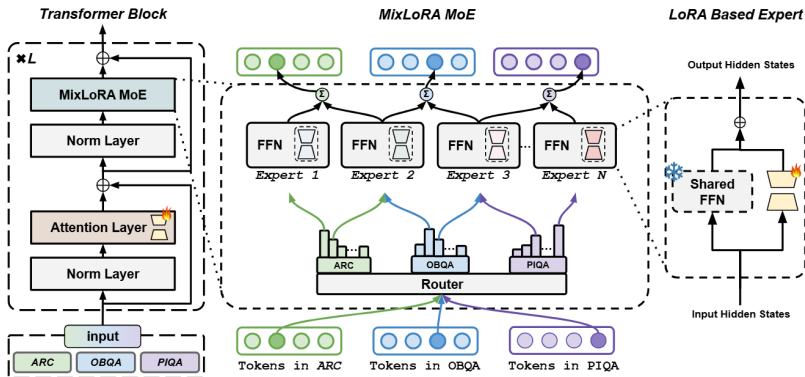 Transformer Block
MixLoRA MoE
LoRA Based Expert
×L
MixLoRA MoE
Norm Layer
Attention Layer
Norm Layer
input
ARC
OBQA
PIQA
Σ
Σ
Σ
FFN
FFN
FFN
...
FFN
Expert 1
Expert 2
Expert 3
Expert N
...
...
...
ARC
OBQA
PIQA
Router
Tokens in ARC
Tokens in OBQA
Tokens in PIQA
Output Hidden States
Shared
FFN
Input Hidden States